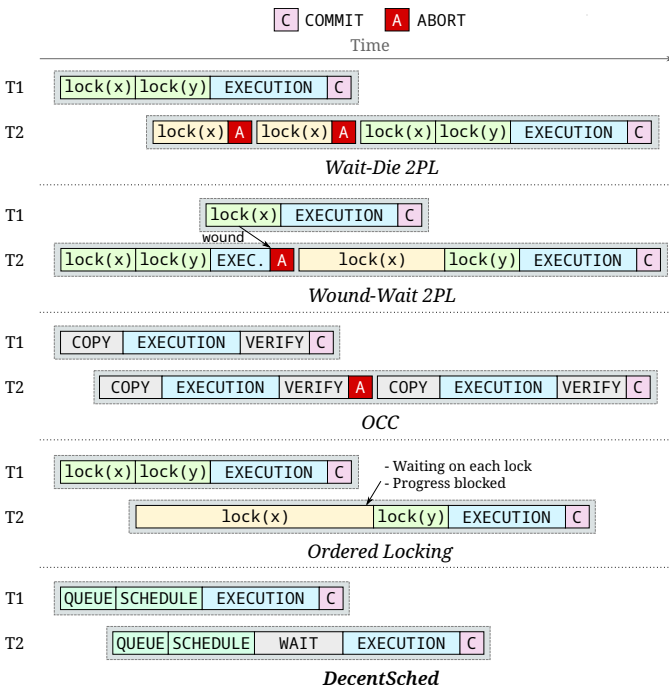 C COMMIT A ABORT
Time
T1 lock(x) lock(y) EXECUTION C
T2 lock(x) A lock(x) A lock(x) lock(y) EXECUTION C
Wait-Die 2PL
T1 lock(x) EXECUTION C
wound
T2 lock(x) lock(y) EXEC. A lock(x) lock(y) EXECUTION C
Wound-Wait 2PL
T1 COPY EXECUTION VERIFY C
T2 COPY EXECUTION VERIFY A COPY EXECUTION VERIFY C
OCC
T1 lock(x) lock(y) EXECUTION C
- Waiting on each lock
- Progress blocked
T2 lock(x) lock(y) EXECUTION C
Ordered Locking
T1 QUEUE SCHEDULE EXECUTION C
T2 QUEUE SCHEDULE WAIT EXECUTION C
DecentSched